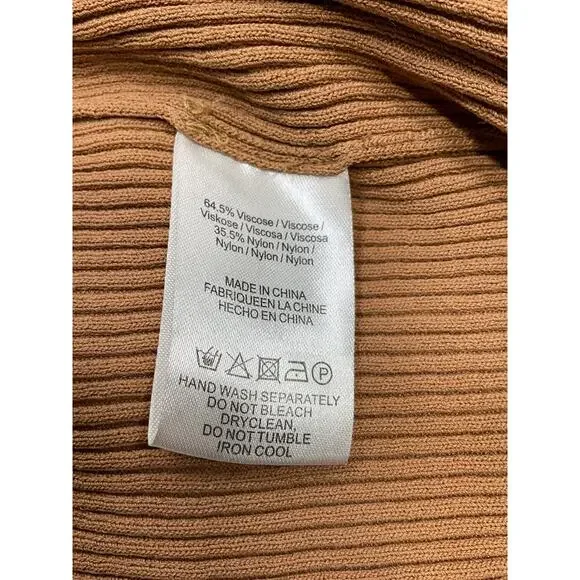 64.5% Viscose / Viscose /
Viskose / Viscosa / Viscosa
35.5% Nylon / Nylon /
Nylon / Nylon / Nylon
MADE IN CHINA
FABRIQUEEN LA CHINE
HECHO EN CHINA
P
HAND WASH SEPARATELY
DO NOT BLEACH
DRYCLEAN,
DO NOT TUMBLE
IRON COOL